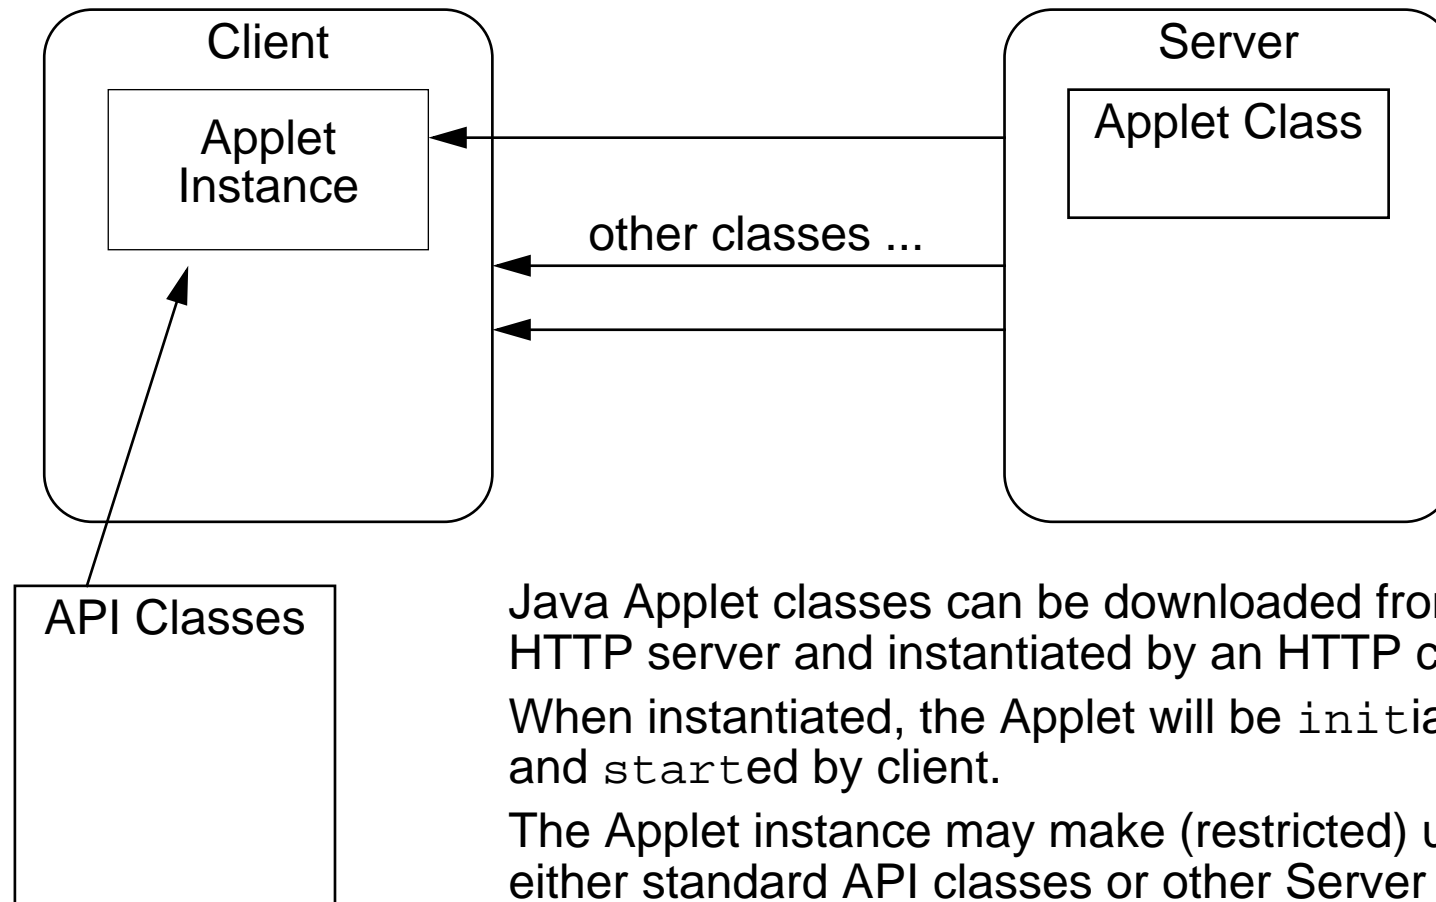 Client
Server
Applet
Instance
Applet Class
other classes ...
API Classes
Java Applet classes can be downloaded
HTTP server and instantiated by an HTTP
When instantiated, the Applet will be
and started by client.
The Applet instance may make (restricted)
either standard API classes or other Server